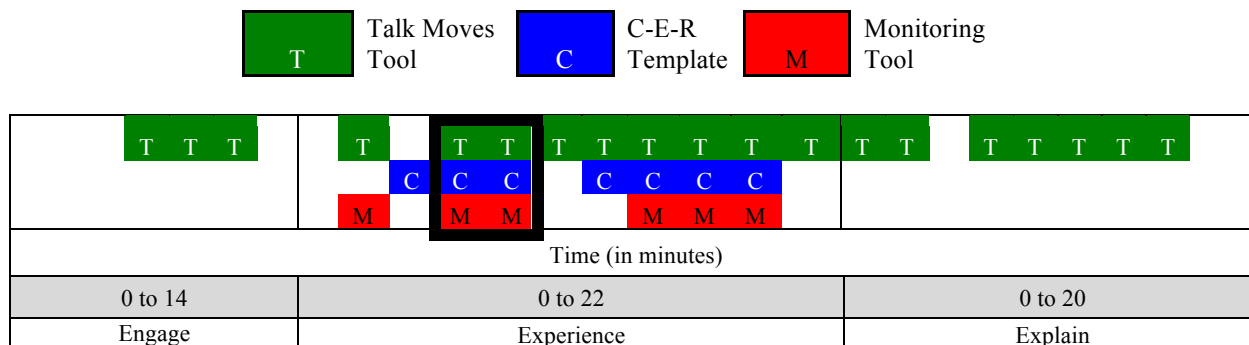 T Talk Moves Tool C C-E-R Template M Monitoring Tool
T T T T T T T T T T T T T T T T T T T T
C C C C C C C
M M M M M M
Time (in minutes)
0 to 14 0 to 22 0 to 20
Engage Experience Explain